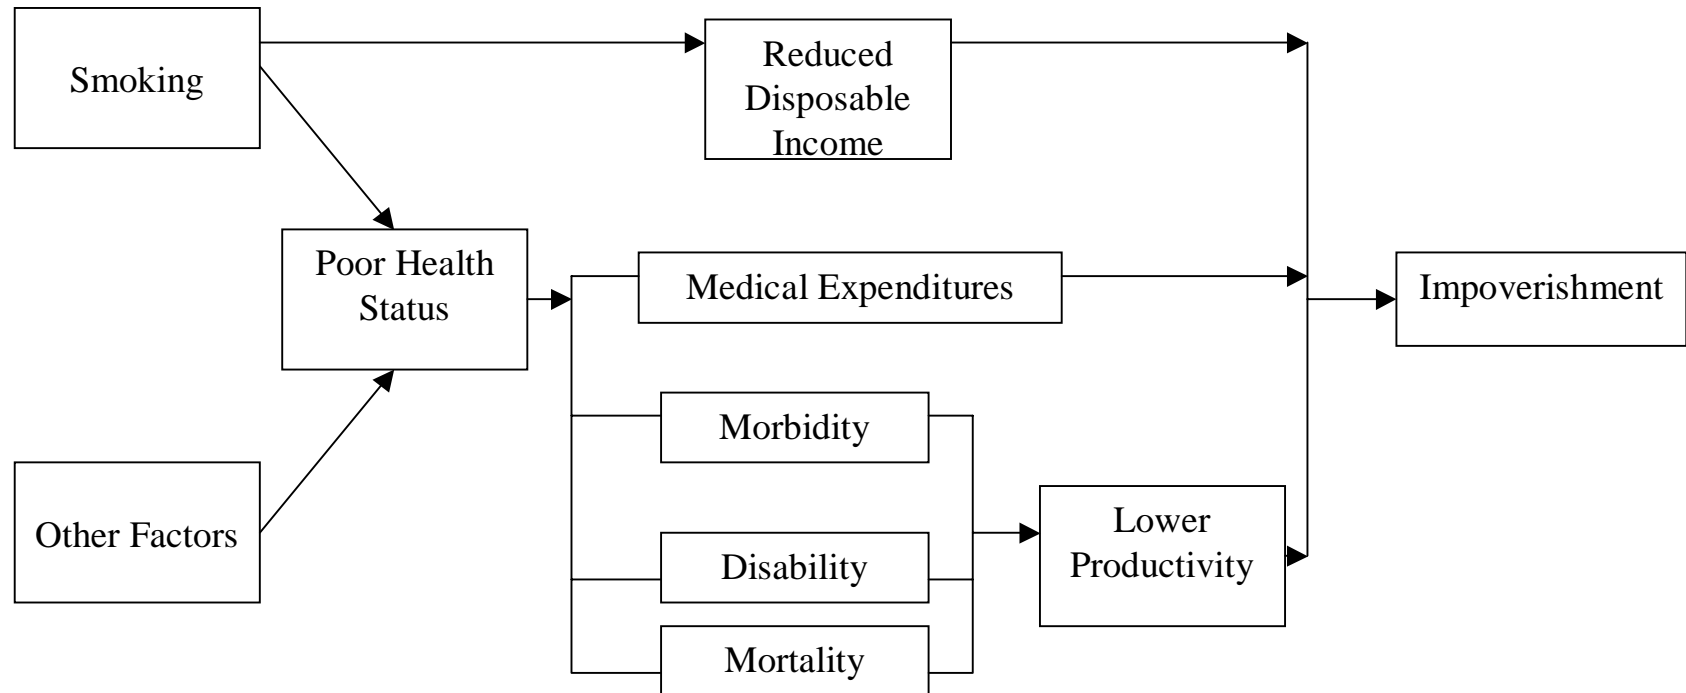 Smoking
Reduced
Disposable
Income
Poor Health
Status
Medical Expenditures
Impoverishment
Morbidity
Other Factors
Disability
Lower
Productivity
Mortality